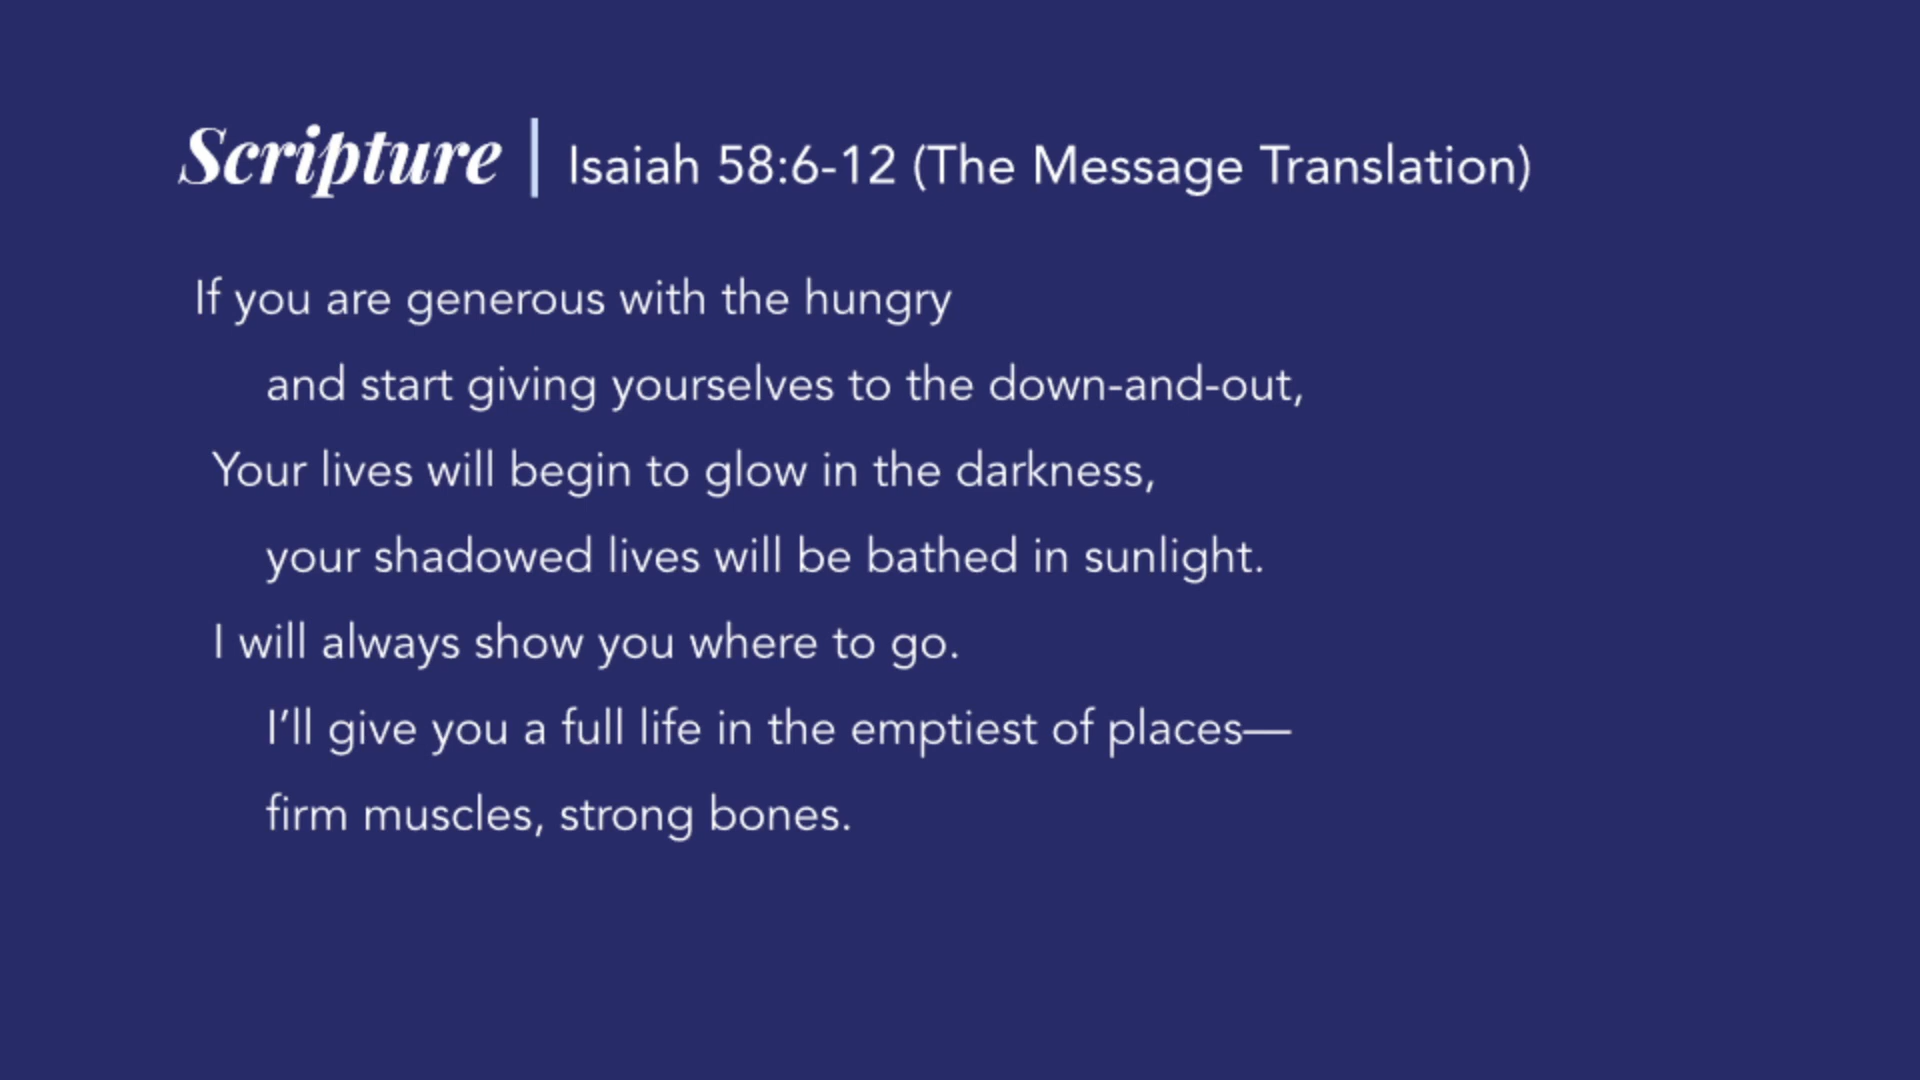 Scripture | Isaiah 58:6-12 (The Message Translation)
If you are generous with the hungry
and start giving yourselves to the down-and-out,
Your lives will begin to glow in the darkness,
your shadowed lives will be bathed in sunlight.
I will always show you where to go.
I’ll give you a full life in the emptiest of places—
firm muscles, strong bones.